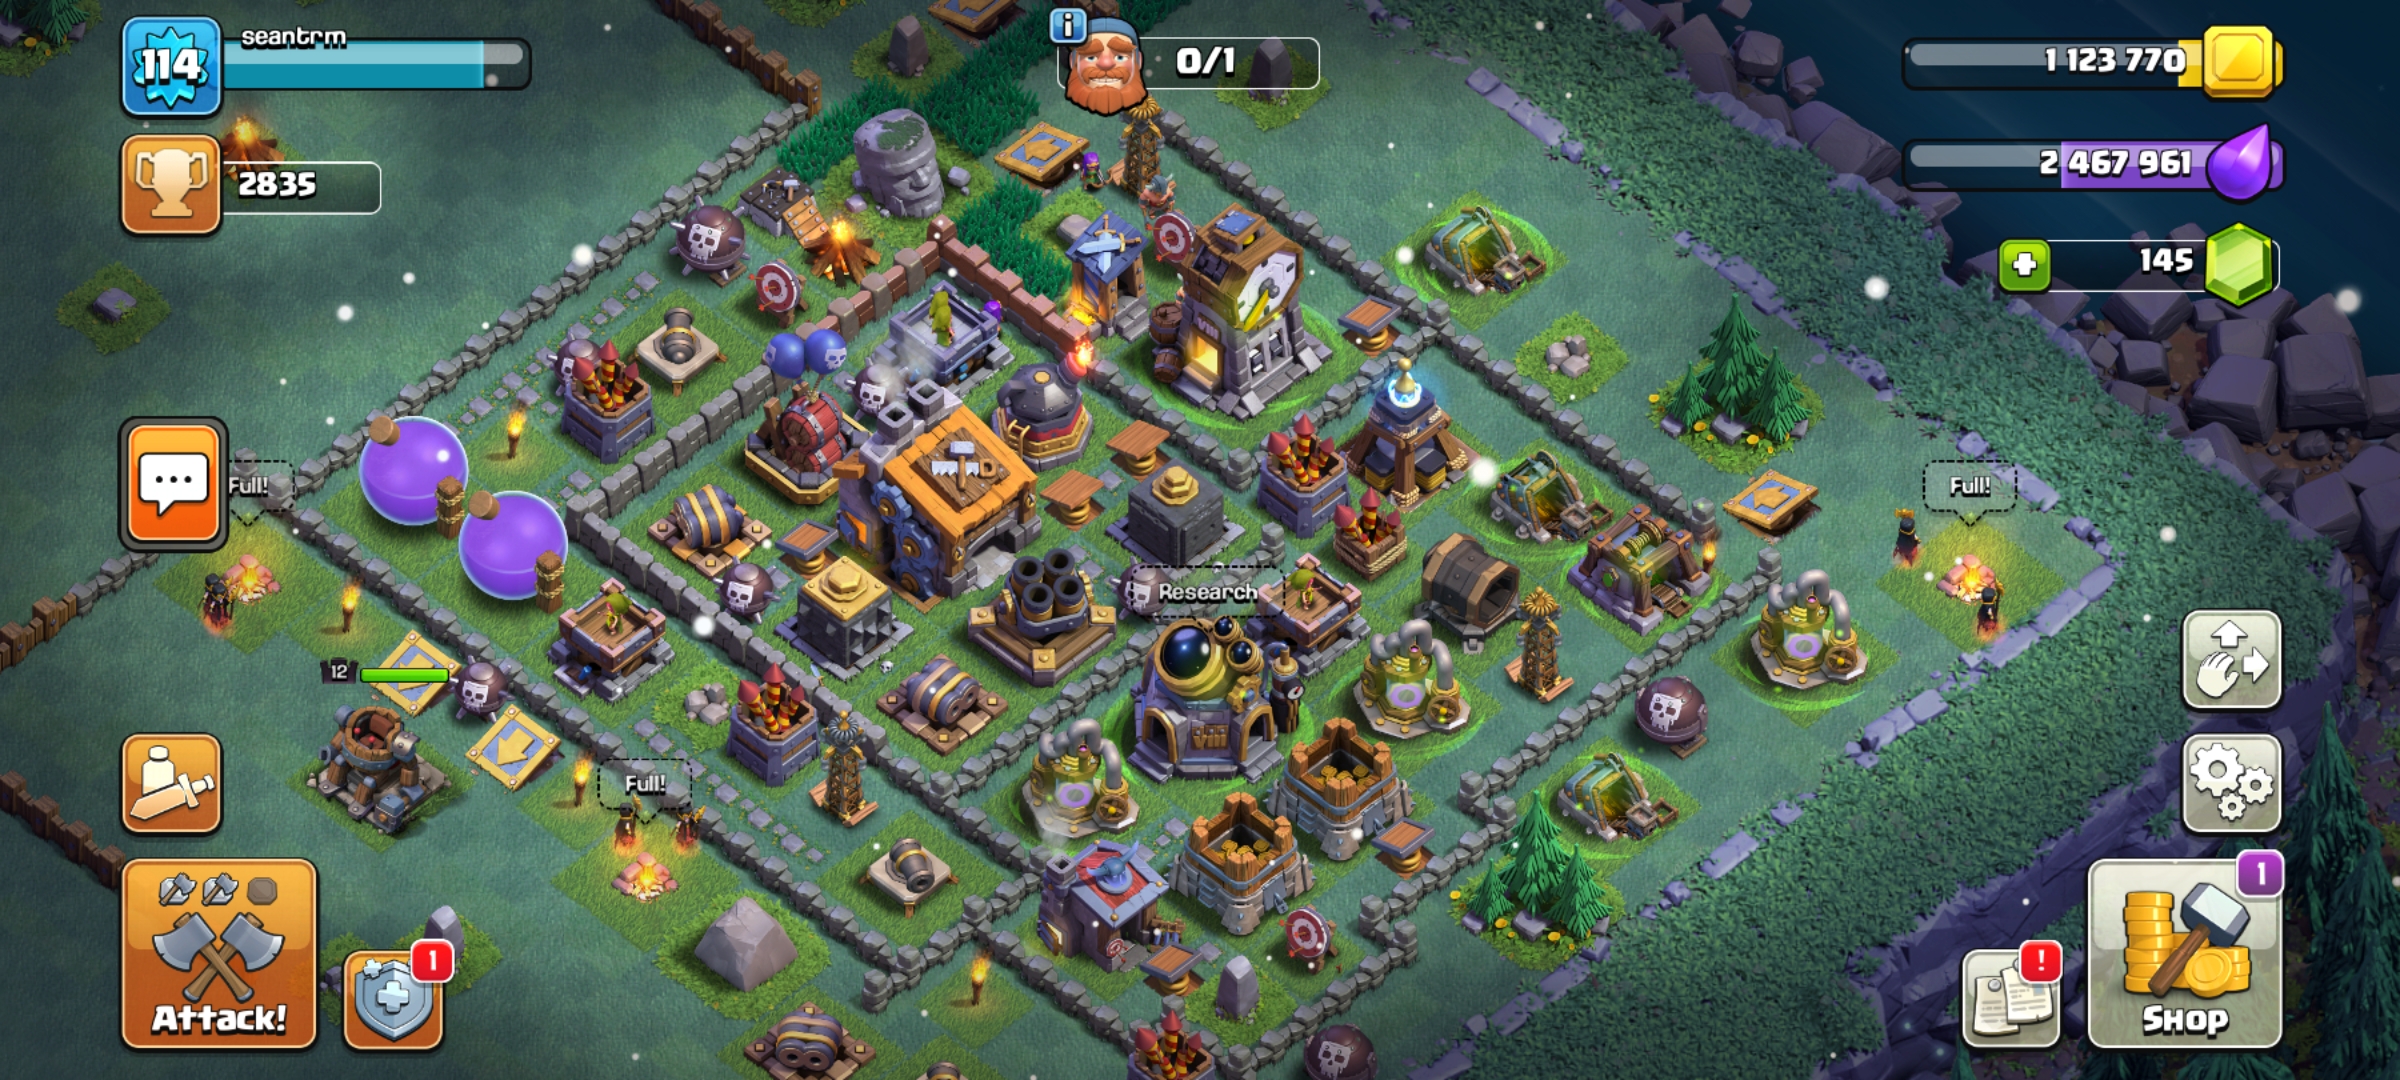 114
seantrm
i
0/1
1 123 770
2835
2 467 961
145
Full!
Full!
Research
12
VIII
Full!
1
Attack!
1
!
Shop